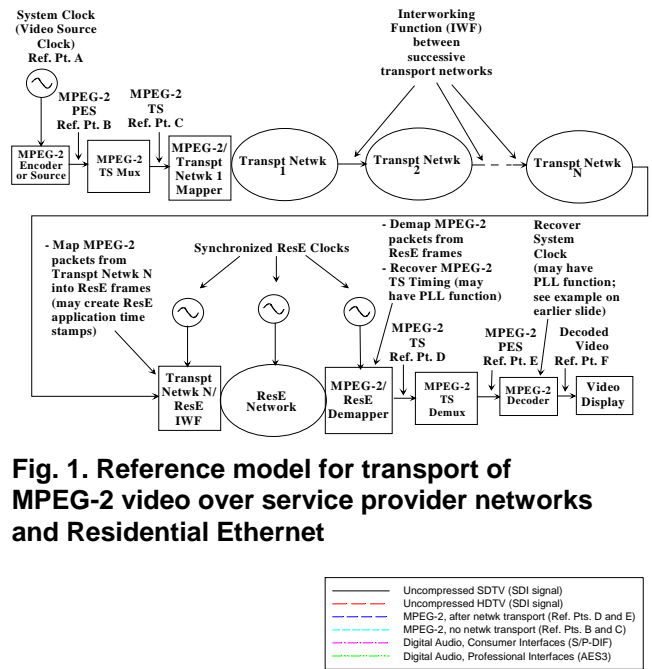 System Clock
(Video Source
Clock)
Ref. Pt. A
MPEG-2
PES
Ref. Pt. B
MPEG-2
TS
Ref. Pt. C
Interworking
Function (IWF)
between
successive
transport networks
MPEG-2
Encoder
or Source
MPEG-2
TS Mux
MPEG-2/
Transpt
Netwk 1
Mapper
Transpt Netwk
1
Transpt Netwk
2
Transpt Netwk
N
- Map MPEG-2
packets from
Transpt Netwk N
into ResE frames
(may create ResE
application time
stamps)
Synchronized ResE Clocks
- Demap MPEG-2
packets from
ResE frames
- Recover MPEG-2
TS Timing (may
have PLL function)
Recover
System
Clock
(may have
PLL function;
see example on
earlier slide)
MPEG-2
TS
Ref. Pt. D
MPEG-2
PES
Ref. Pt. E
Decoded
Video
Ref. Pt. F
Transpt
Netwk N/
ResE
IWF
ResE
Network
MPEG-2/
ResE
Demapper
MPEG-2
TS
Demux
MPEG-2
Decoder
Video
Display
Fig. 1. Reference model for transport of
MPEG-2 video over service provider networks
and Residential Ethernet
Uncompressed SDTV (SDI signal)
Uncompressed HDTV (SDI signal)
MPEG-2, after netwk transport (Ref. Pts. D and E)
MPEG-2, no netwk transport (Ref. Pts. B and C)
Digital Audio, Consumer Interfaces (S/P-DIF)
Digital Audio, Professional Interfaces (AES3)